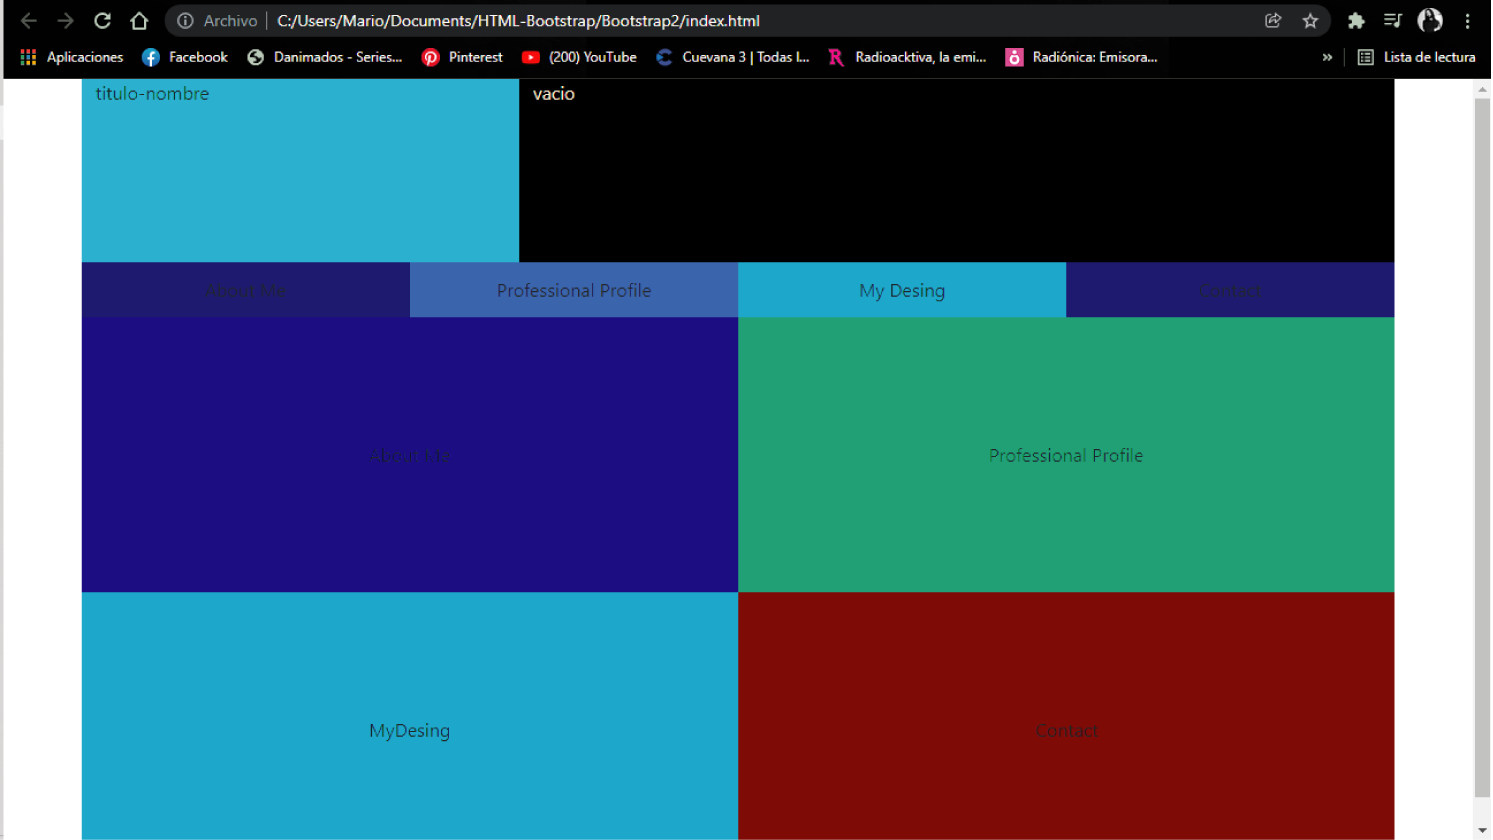 Archivo C:/Users/Mario/Documents/HTML-Bootstrap/Bootstrap2/index.html
Aplicaciones Facebook Danimados - Series... Pinterest (200) YouTube Cuevana 3 | Todas l... Radioacktiva, la emi... Radiónica: Emisora... » Lista de lectura
titulo-nombre vacio
About Me Professional Profile My Desing Contact
About Me Professional Profile
MyDesing Contact